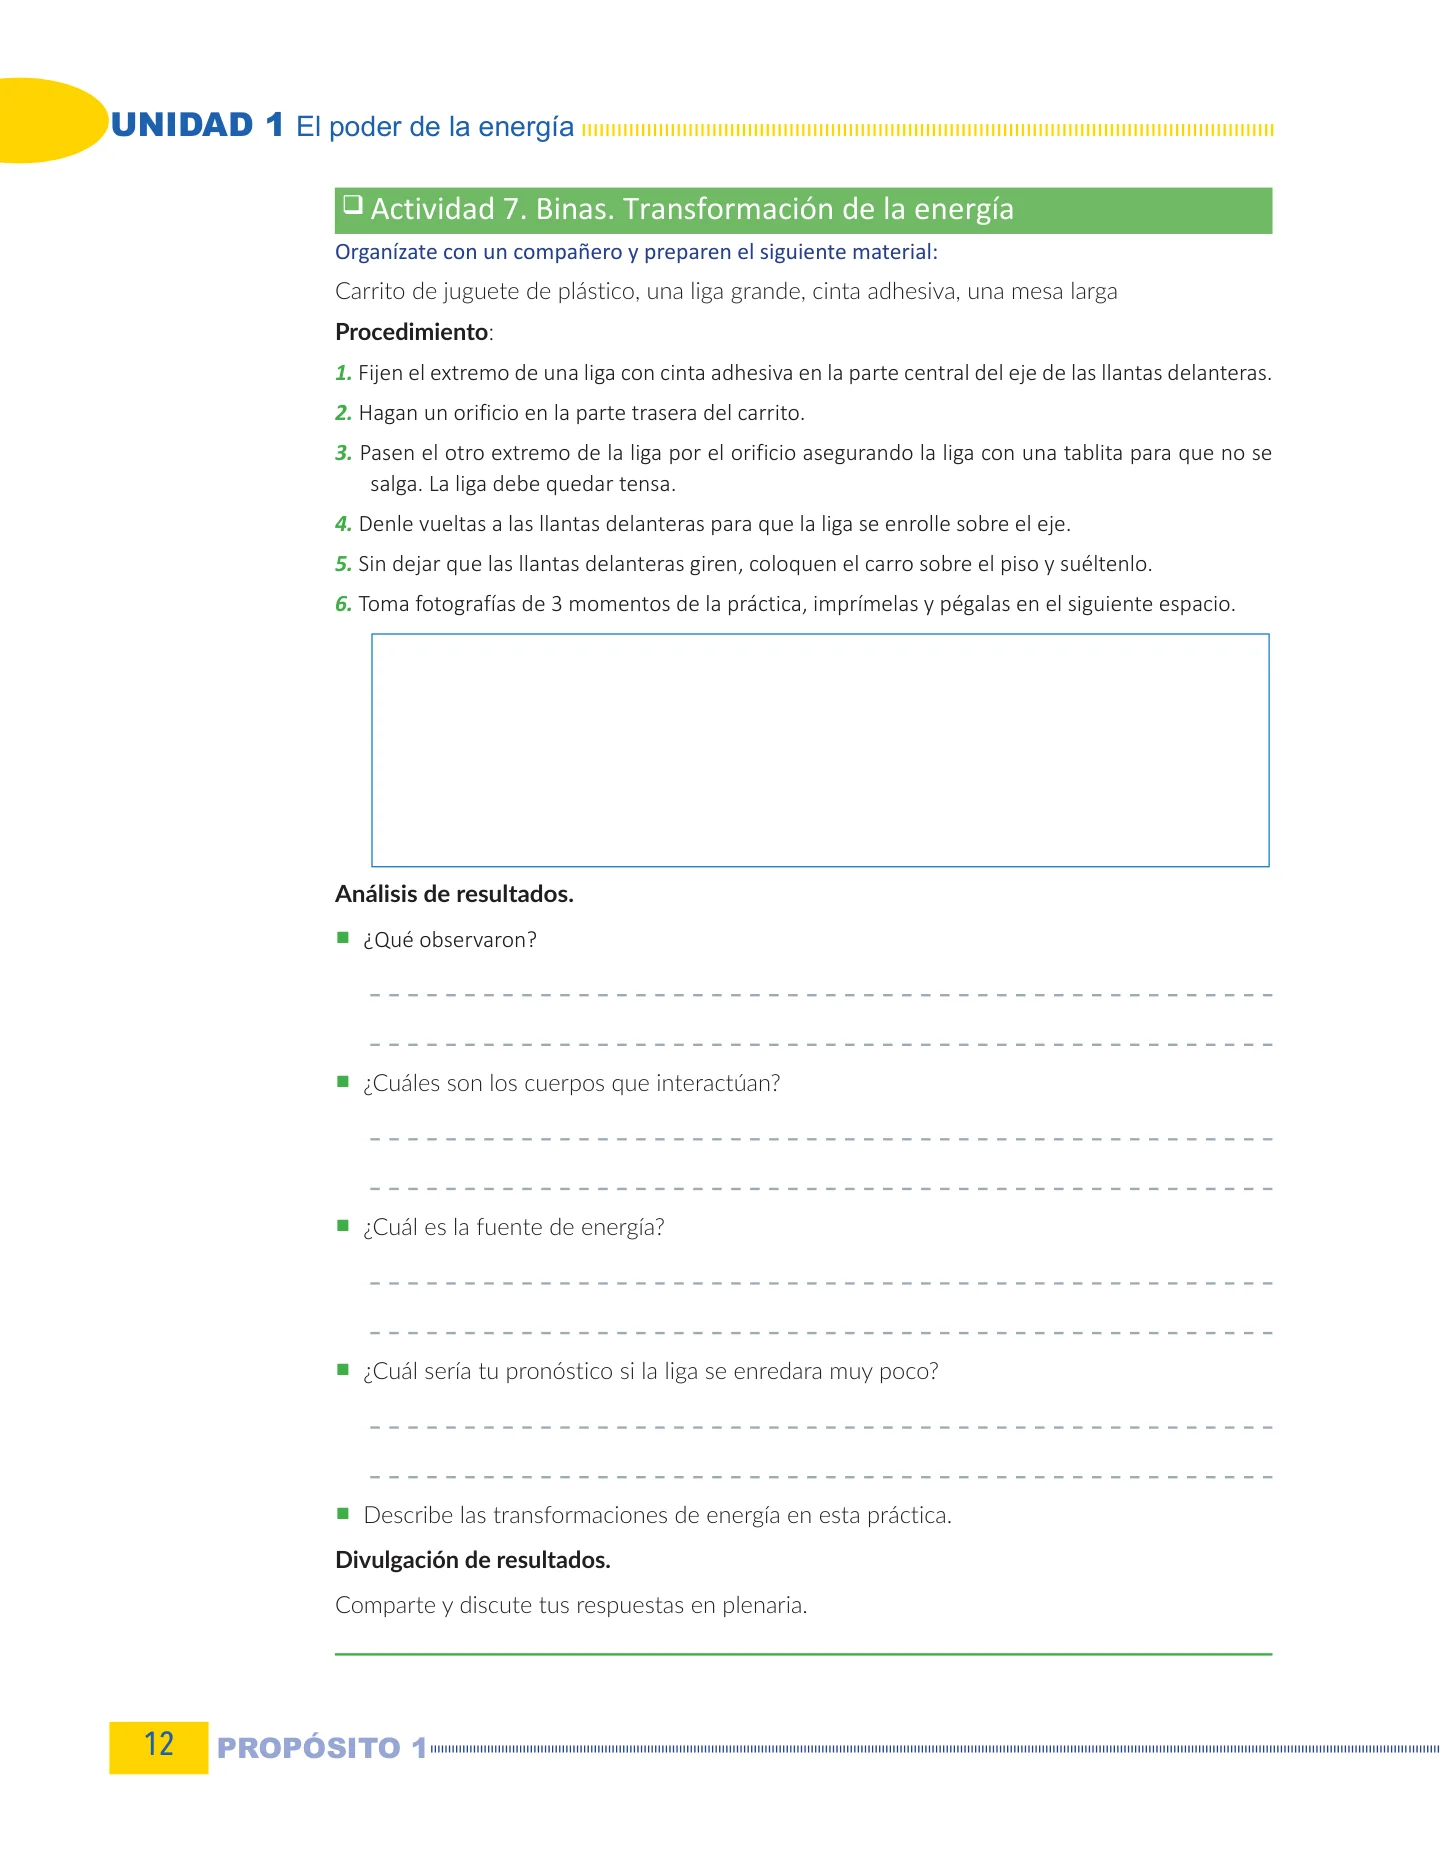 UNIDAD 1 El poder de la energía
❑ Actividad 7. Binas. Transformación de la energía
Organízate con un compañero y preparen el siguiente material:
Carrito de juguete de plástico, una liga grande, cinta adhesiva, una mesa larga
Procedimiento:
1. Fijen el extremo de una liga con cinta adhesiva en la parte central del eje de las llantas delanteras.
2. Hagan un orificio en la parte trasera del carrito.
3. Pasen el otro extremo de la liga por el orificio asegurando la liga con una tablita para que no se
salga. La liga debe quedar tensa.
4. Denle vueltas a las llantas delanteras para que la liga se enrolle sobre el eje.
5. Sin dejar que las llantas delanteras giren, coloquen el carro sobre el piso y suéltenlo.
6. Toma fotografías de 3 momentos de la práctica, imprímelas y pégalas en el siguiente espacio.
Análisis de resultados.
■ ¿Qué observaron?
■ ¿Cuáles son los cuerpos que interactúan?
■ ¿Cuál es la fuente de energía?
■ ¿Cuál sería tu pronóstico si la liga se enredara muy poco?
■ Describe las transformaciones de energía en esta práctica.
Divulgación de resultados.
Comparte y discute tus respuestas en plenaria.
12 PROPÓSITO 1